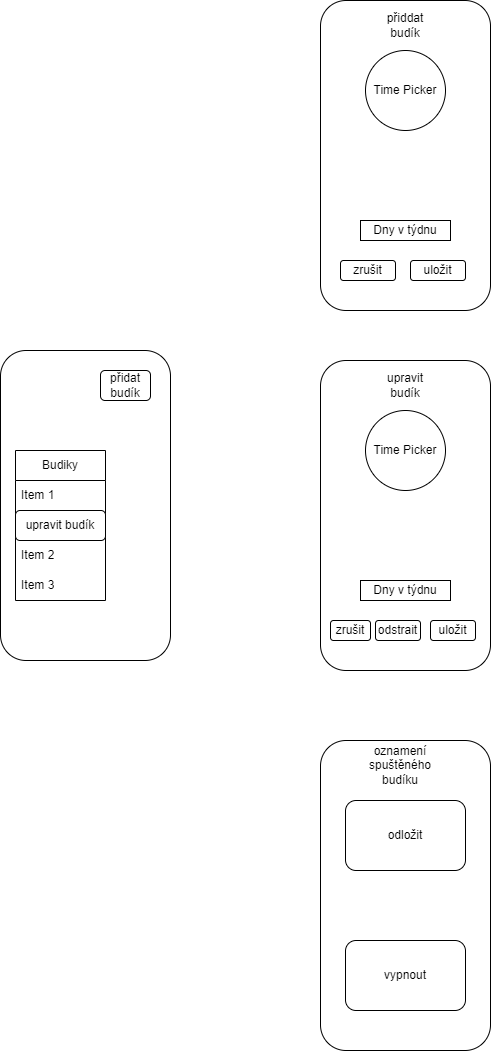 přiddat
budík
Time Picker
Dny v týdnu
zrušit
uložit
přidat
budík
Budiky
Item 1
upravit budík
Item 2
Item 3
upravit
budík
Time Picker
Dny v týdnu
zrušit
odstrait
uložit
oznamení
spuštěného
budíku
odložit
vypnout